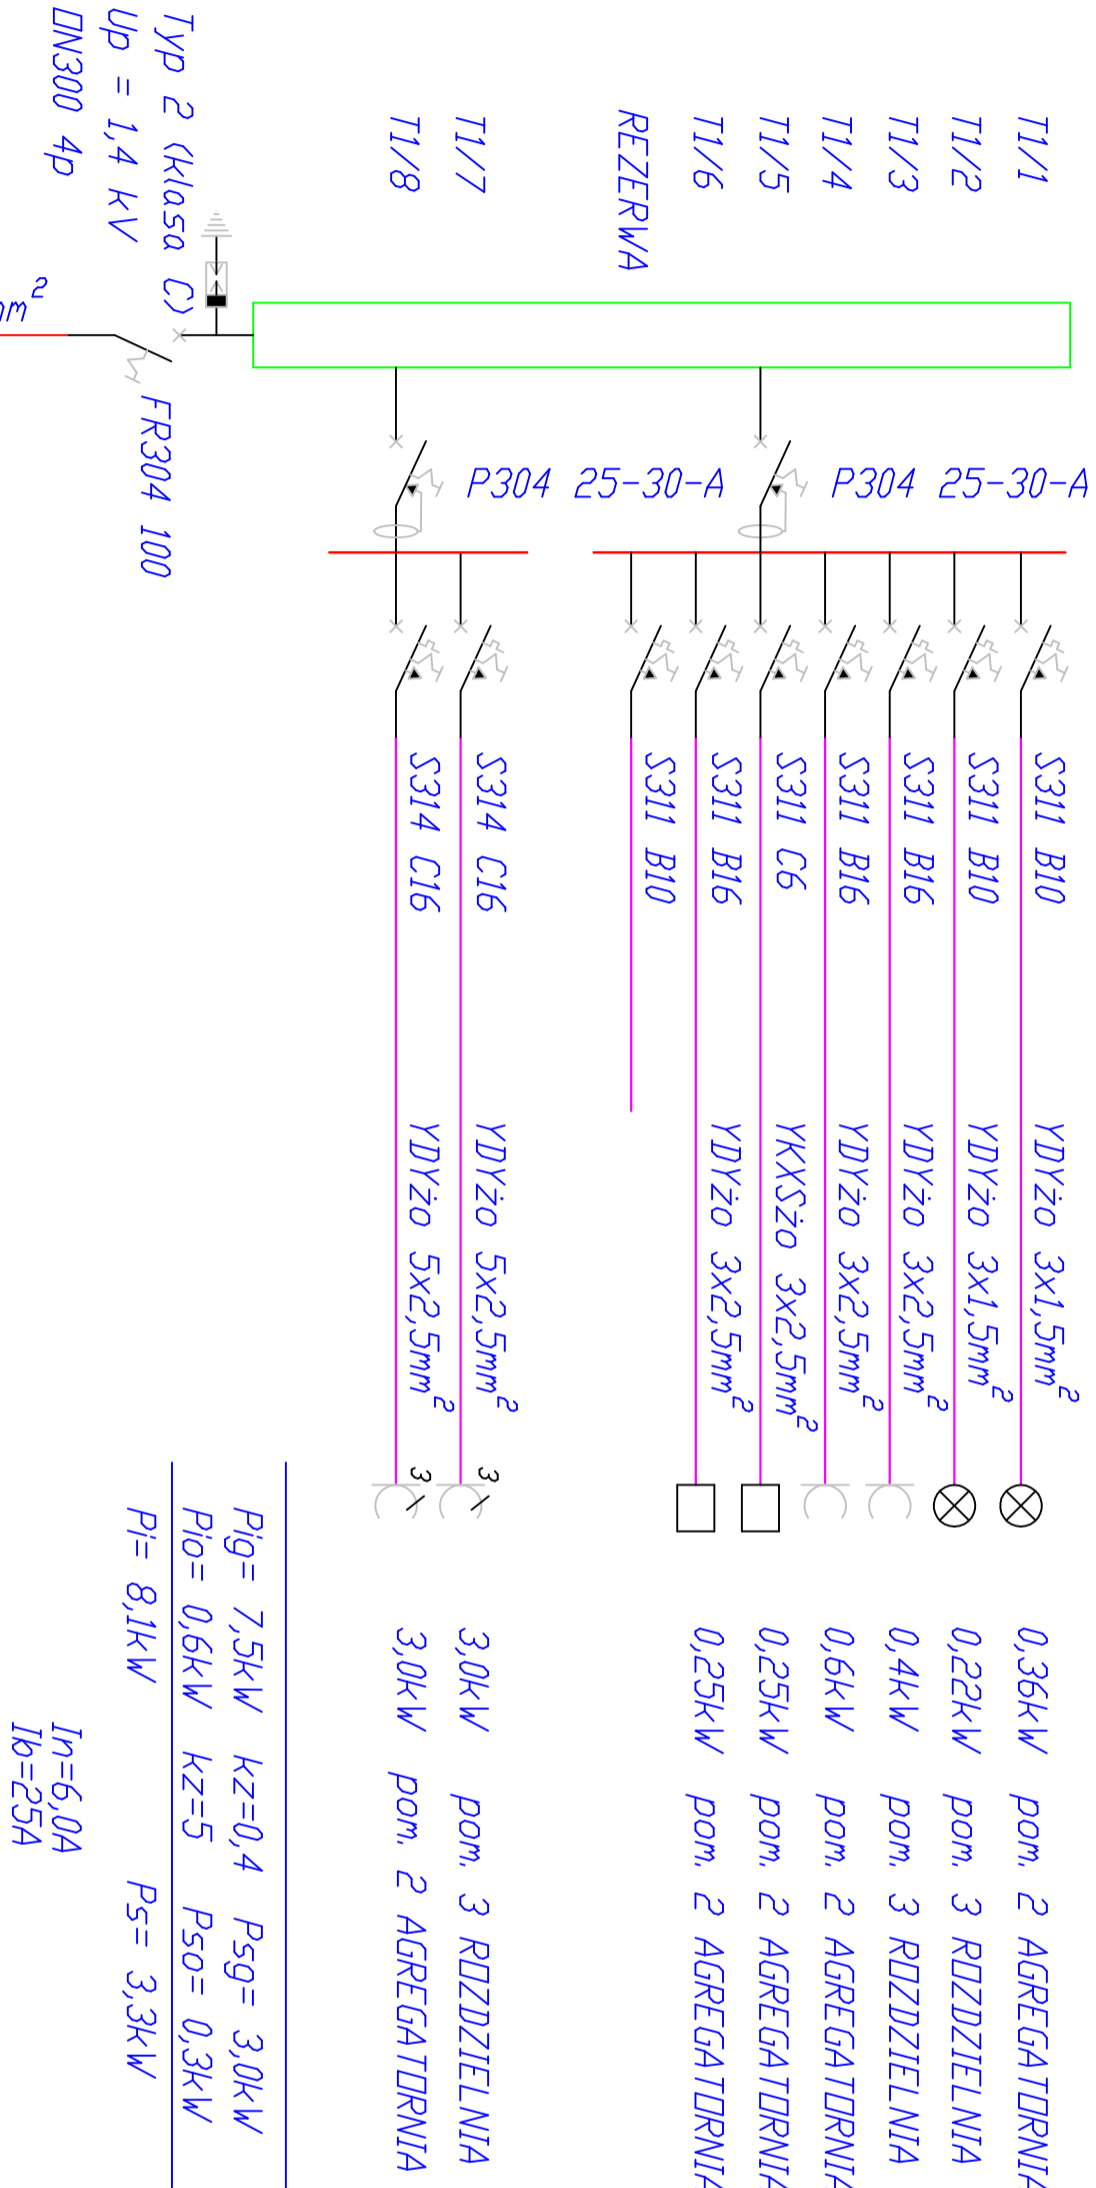 T1/1
T1/2
T1/3
T1/4
T1/5
T1/6
REZERWA
T1/7
T1/8
Typ 2 (klasa C)
Up = 1,4 kV
DN300 4p
FR304 100
P304 25-30-A
P304 25-30-A
S311 B10
S311 B10
S311 B16
S311 B16
S311 C6
S311 B16
S311 B10
S314 C16
S314 C16
YDYżo 3x1,5mm²
YDYżo 3x1,5mm²
YDYżo 3x2,5mm²
YDYżo 3x2,5mm²
YKXSżo 3x2,5mm²
YDYżo 3x2,5mm²
YDYżo 5x2,5mm²
YDYżo 5x2,5mm²
3
3
0,36kW pom. 2 AGREGATORNIA
0,22kW pom. 3 ROZDZIELNIA
0,4kW pom. 3 ROZDZIELNIA
0,6kW pom. 2 AGREGATORNIA
0,25kW pom. 2 AGREGATORNIA
0,25kW pom. 2 AGREGATORNIA
3,0kW pom. 3 ROZDZIELNIA
3,0kW pom. 2 AGREGATORNIA
Pig= 7,5kW kz=0,4 Psg= 3,0kW
Pio= 0,6kW kz=5 Pso= 0,3kW
Pi= 8,1kW Ps= 3,3kW
In=6,0A
Ib=25A